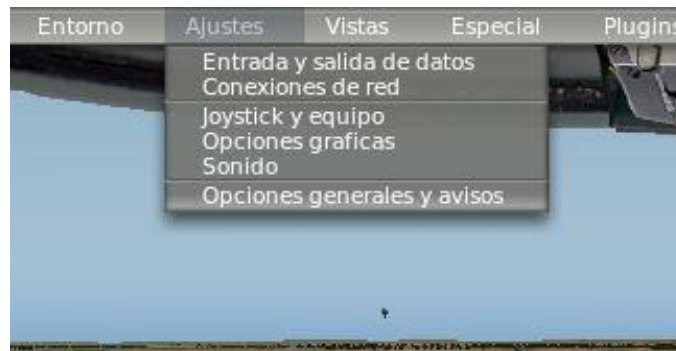 Entorno Ajustes Vistas Especial Plugins
Entrada y salida de datos
Conexiones de red
Joystick y equipo
Opciones graficas
Sonido
Opciones generales y avisos